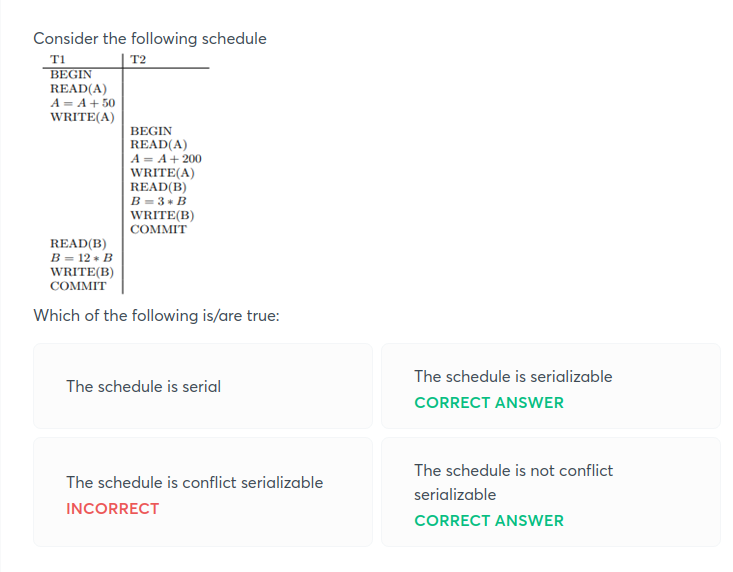 Consider the following schedule
T1 T2
BEGIN
READ(A)
A = A + 50
WRITE(A)
BEGIN
READ(A)
A = A + 200
WRITE(A)
READ(B)
B = 3 * B
WRITE(B)
COMMIT
READ(B)
B = 12 * B
WRITE(B)
COMMIT
Which of the following is/are true:
The schedule is serial
The schedule is serializable
CORRECT ANSWER
The schedule is conflict serializable
INCORRECT
The schedule is not conflict
serializable
CORRECT ANSWER